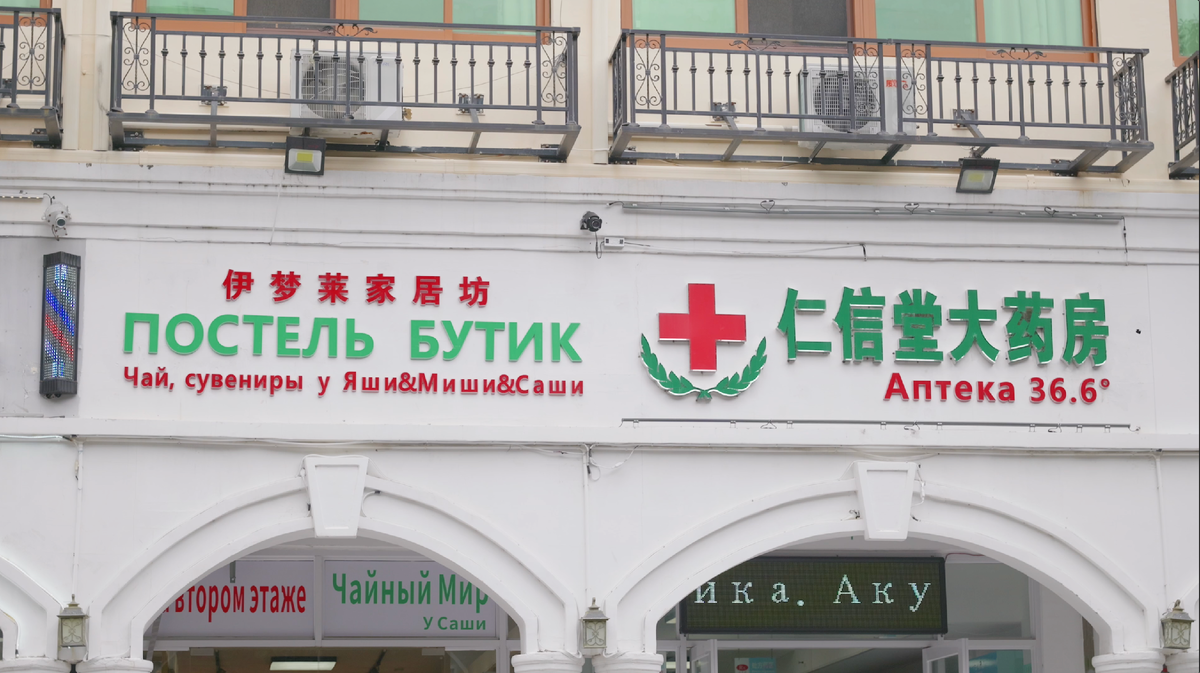 伊梦莱家居坊
ПОСТЕЛЬ БУТИК
Чай, сувениры у Яши&Миши&Саши
仁信堂大药房
Аптека 36.6°
втором этаже
Чайный Мир
У Саши
ика. Аку